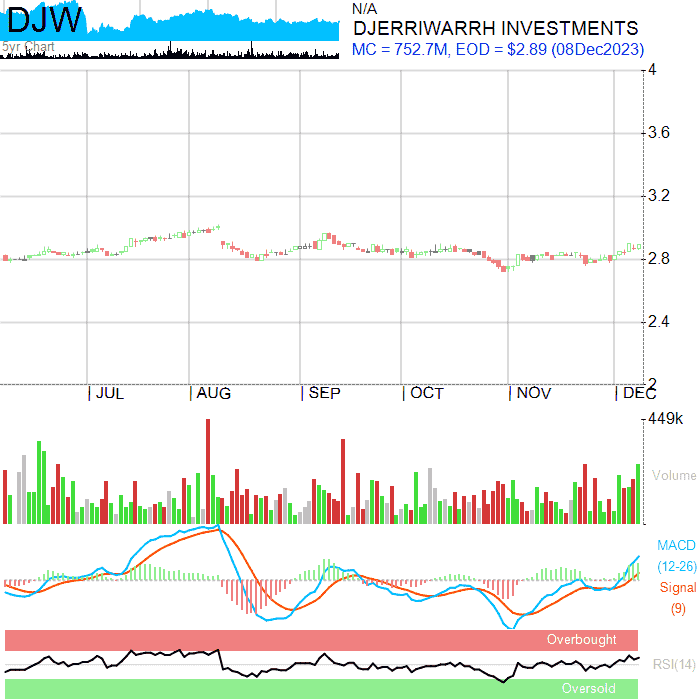 DJW
5yr Chart
N/A
DJERRIWARRH INVESTMENTS
MC = 752.7M, EOD = $2.89 (08Dec2023)
4
3.6
3.2
2.8
2.4
2
JUL AUG SEP OCT NOV DEC
449k
Volume
MACD
(12-26)
Signal
(9)
Overbought
RSI(14)
Oversold